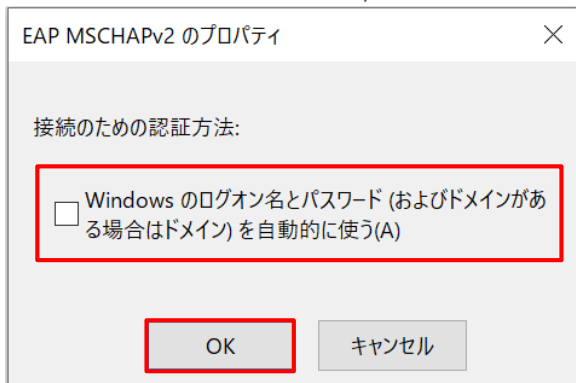 EAP MSCHAPv2 のプロパティ
接続のための認証方法:
Windows のログオン名とパスワード (およびドメインがあ
る場合はドメイン) を自動的に使う(A)
OK
キャンセル